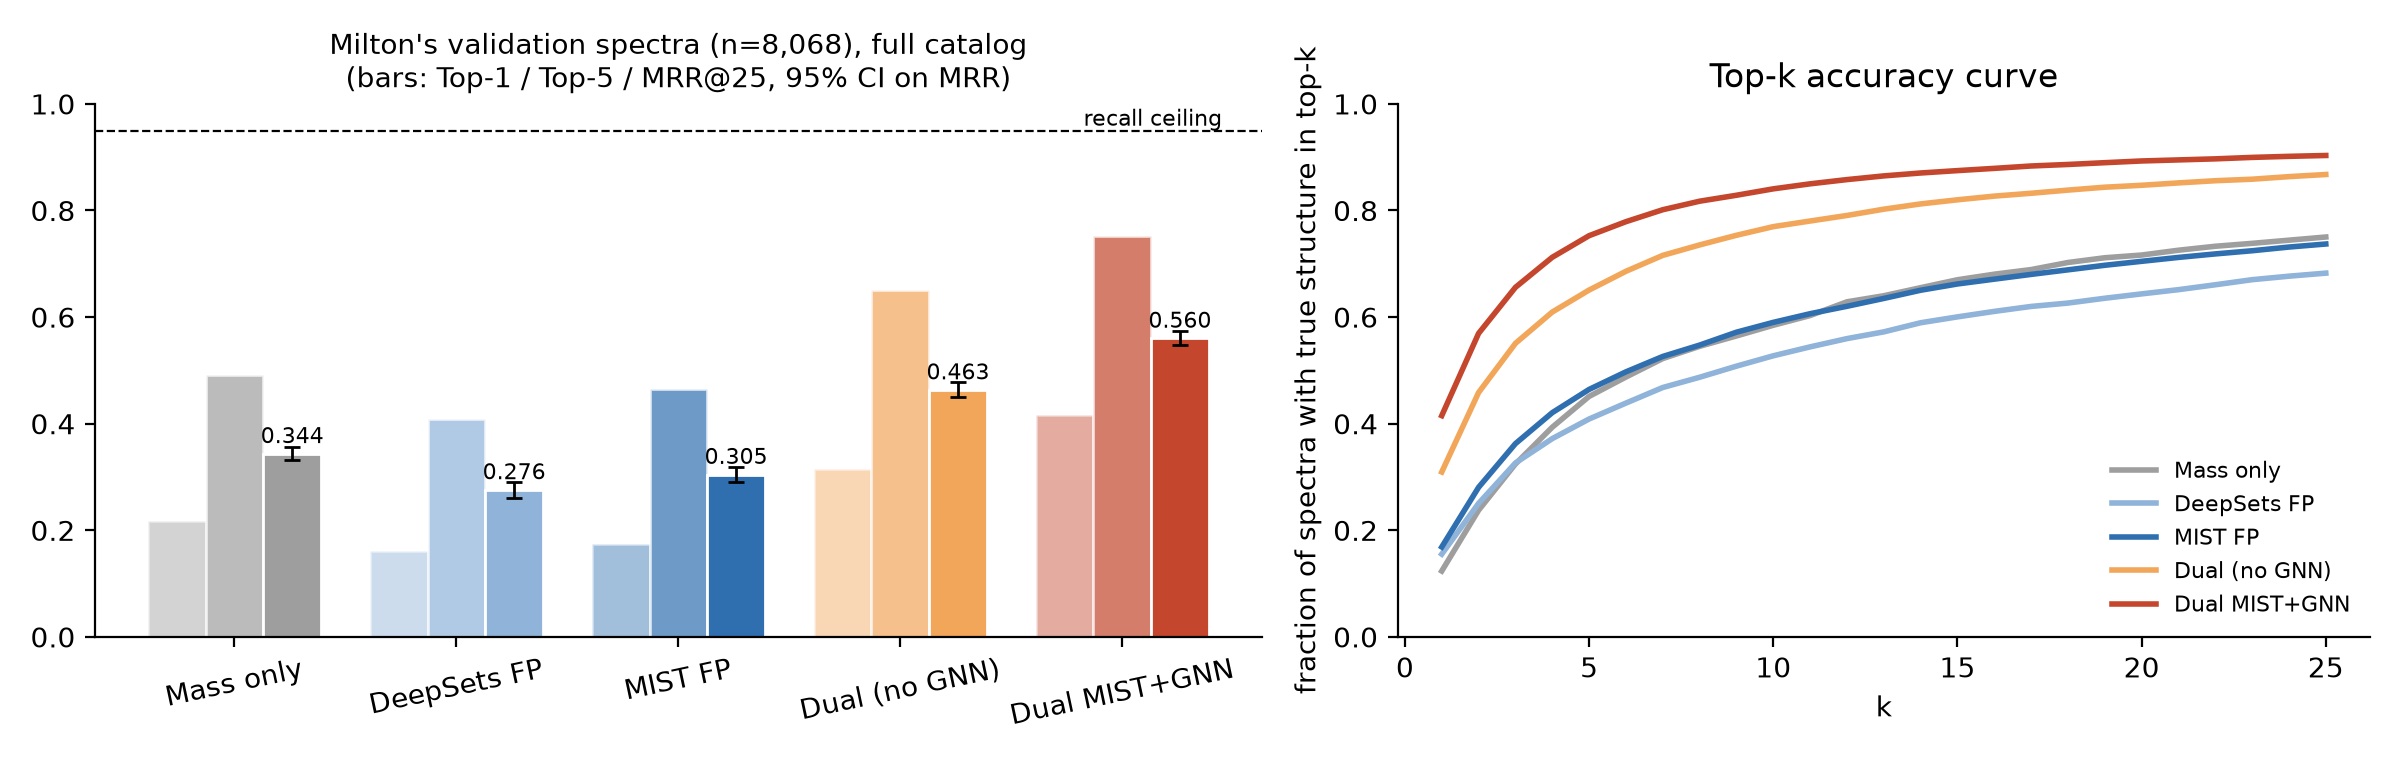 Milton's validation spectra (n=8,068), full catalog
(bars: Top-1 / Top-5 / MRR@25, 95% CI on MRR)
1.0
0.8
0.6
0.4
0.2
0.0
recall ceiling
0.344
0.276
0.305
0.463
0.560
Mass only
DeepSets FP
MIST FP
Dual (no GNN)
Dual MIST+GNN
Top-k accuracy curve
fraction of spectra with true structure in top-k
1.0
0.8
0.6
0.4
0.2
0.0
0
5
10
15
20
25
k
Mass only
DeepSets FP
MIST FP
Dual (no GNN)
Dual MIST+GNN